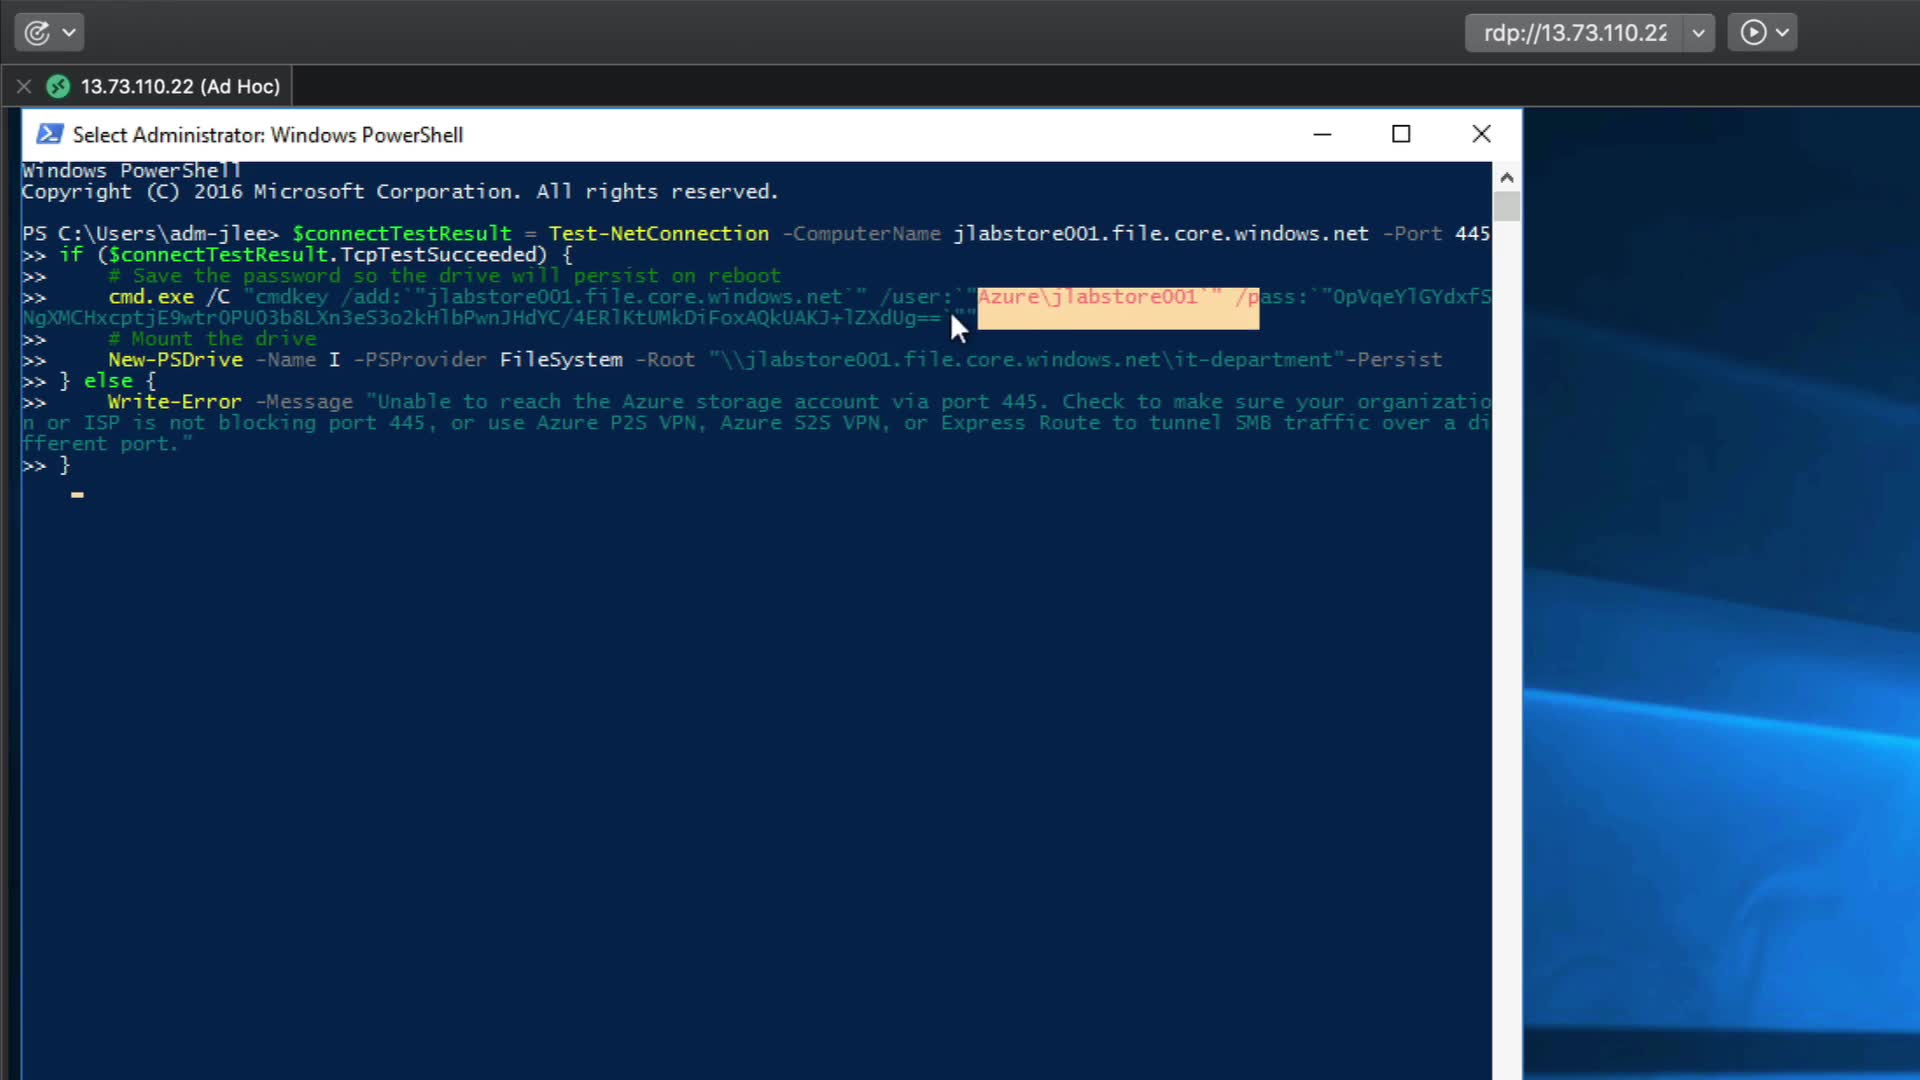 rdp://13.73.110.22
13.73.110.22 (Ad Hoc)
Select Administrator: Windows PowerShell
Windows PowerShell
Copyright (C) 2016 Microsoft Corporation. All rights reserved.
PS C:\Users\adm-jlee> $connectTestResult = Test-NetConnection -ComputerName jlabstore001.file.core.windows.net -Port 445
>> if ($connectTestResult.TcpTestSucceeded) {
>>     # Save the password so the drive will persist on reboot
>>     cmd.exe /C "cmdkey /add:`"jlabstore001.file.core.windows.net`" /user:`"Azure\jlabstore001`" /pass:`"OpVqeYlGYdxfS
NgXMCHxcptjE9wtrOPUO3b8LXn3eS3o2kHlbPwnJHdYC/4ERlKtUMkDiFoxAQkUAKJ+lZXdUg==`""
>>     # Mount the drive
>>     New-PSDrive -Name I -PSProvider FileSystem -Root "\\jlabstore001.file.core.windows.net\it-department"-Persist
>> } else {
>>     Write-Error -Message "Unable to reach the Azure storage account via port 445. Check to make sure your organizatio
n or ISP is not blocking port 445, or use Azure P2S VPN, Azure S2S VPN, or Express Route to tunnel SMB traffic over a di
fferent port."
>> }